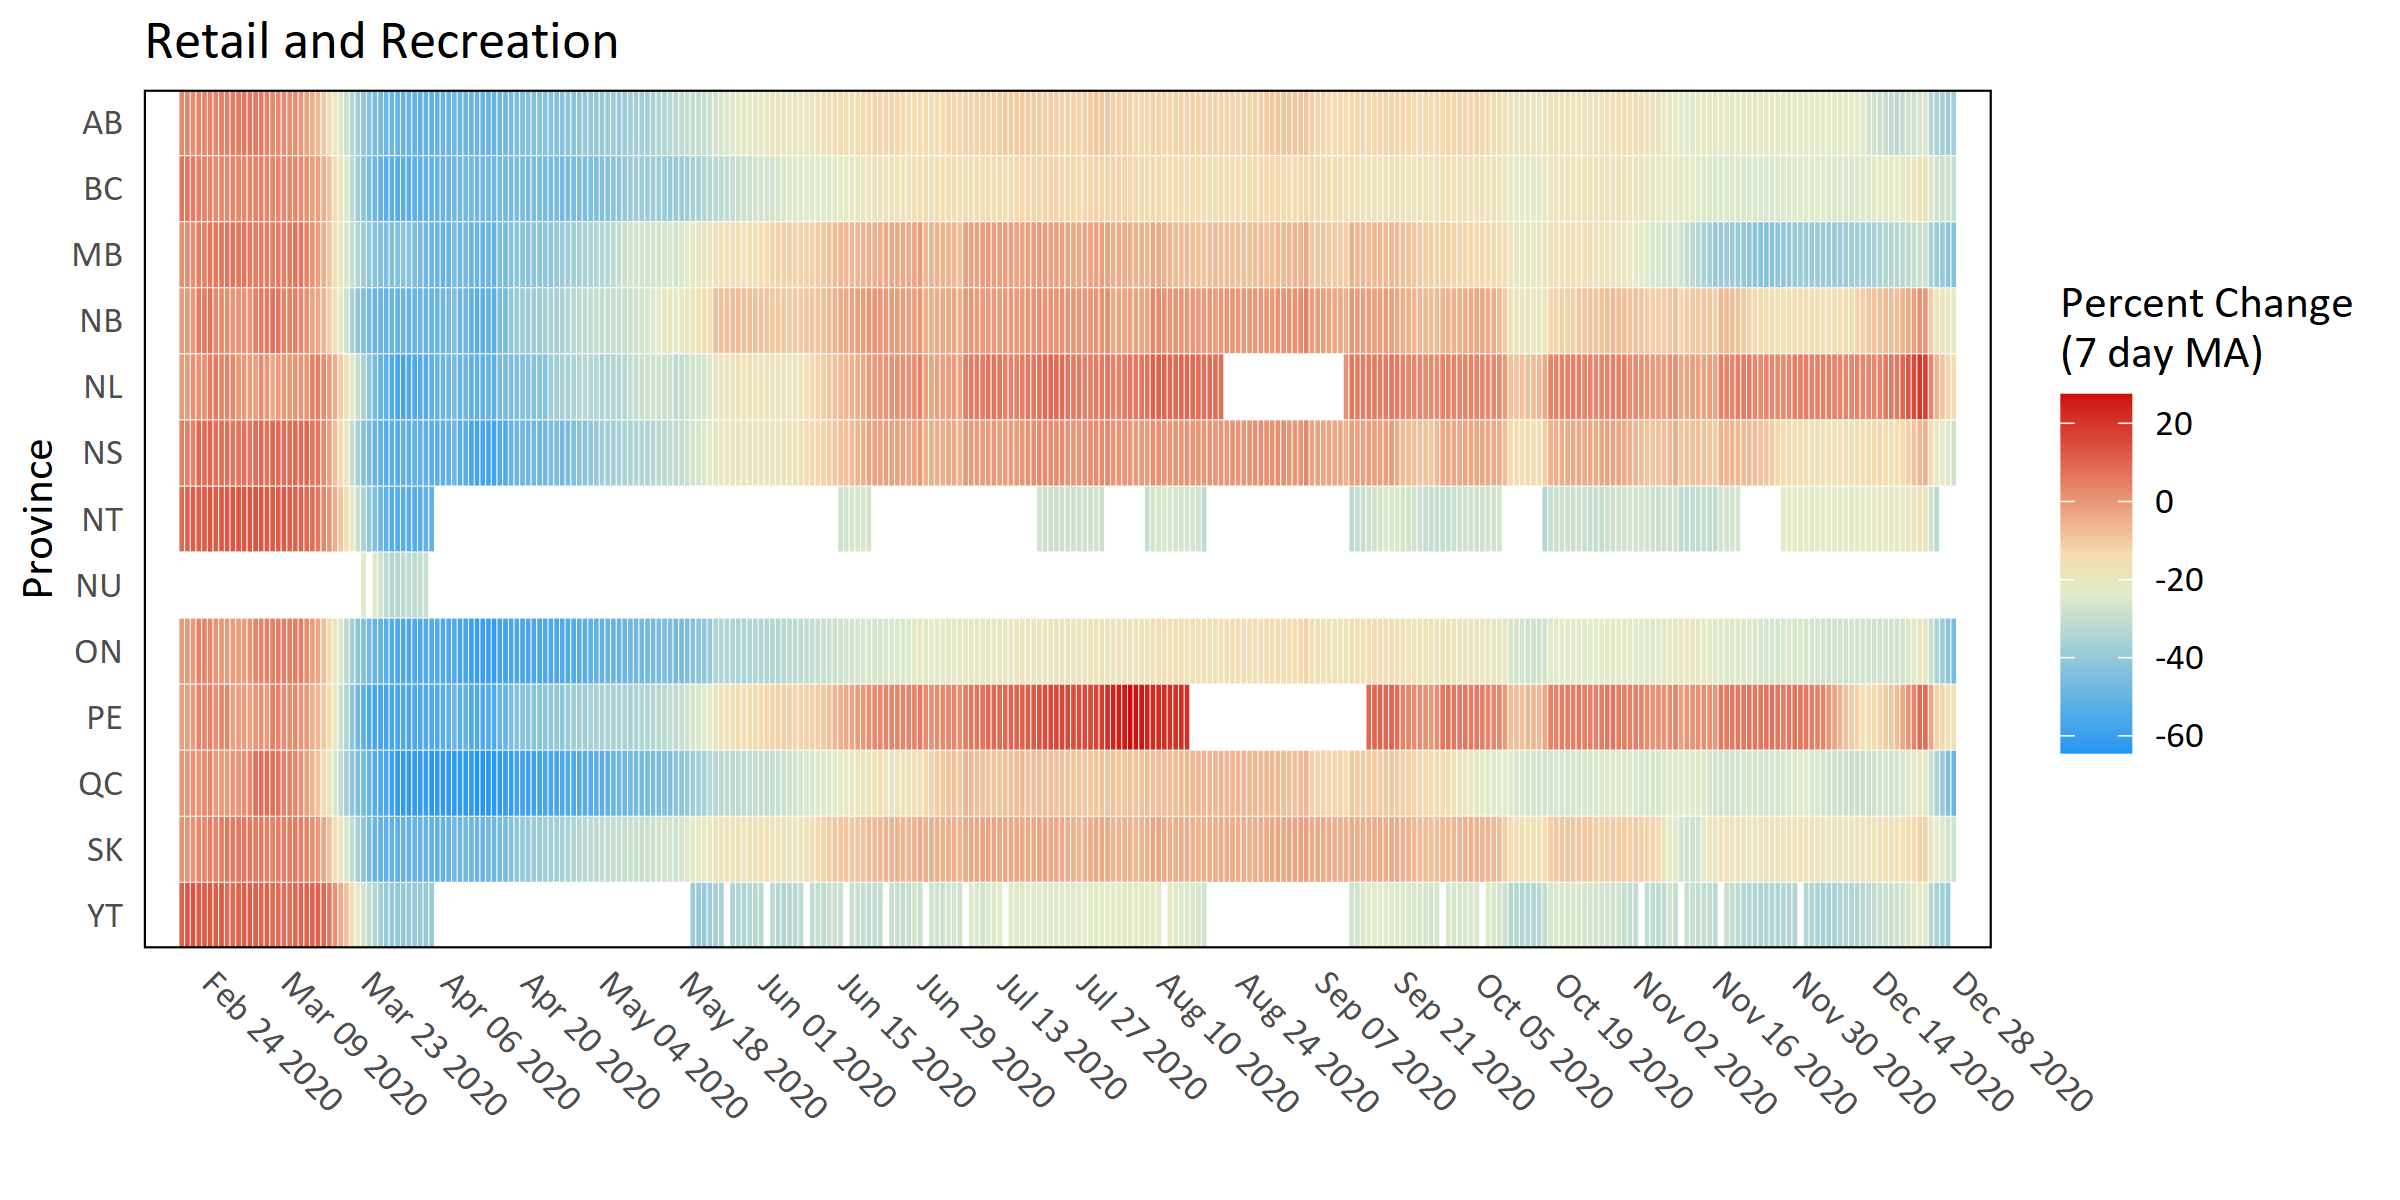 Retail and Recreation
Province
AB
BC
MB
NB
NL
NS
NT
NU
ON
PE
QC
SK
YT
Feb 24 2020
Mar 09 2020
Mar 23 2020
Apr 06 2020
Apr 20 2020
May 04 2020
May 18 2020
Jun 01 2020
Jun 15 2020
Jun 29 2020
Jul 13 2020
Jul 27 2020
Aug 10 2020
Aug 24 2020
Sep 07 2020
Sep 21 2020
Oct 05 2020
Oct 19 2020
Nov 02 2020
Nov 16 2020
Nov 30 2020
Dec 14 2020
Dec 28 2020
Percent Change
(7 day MA)
20
0
-20
-40
-60